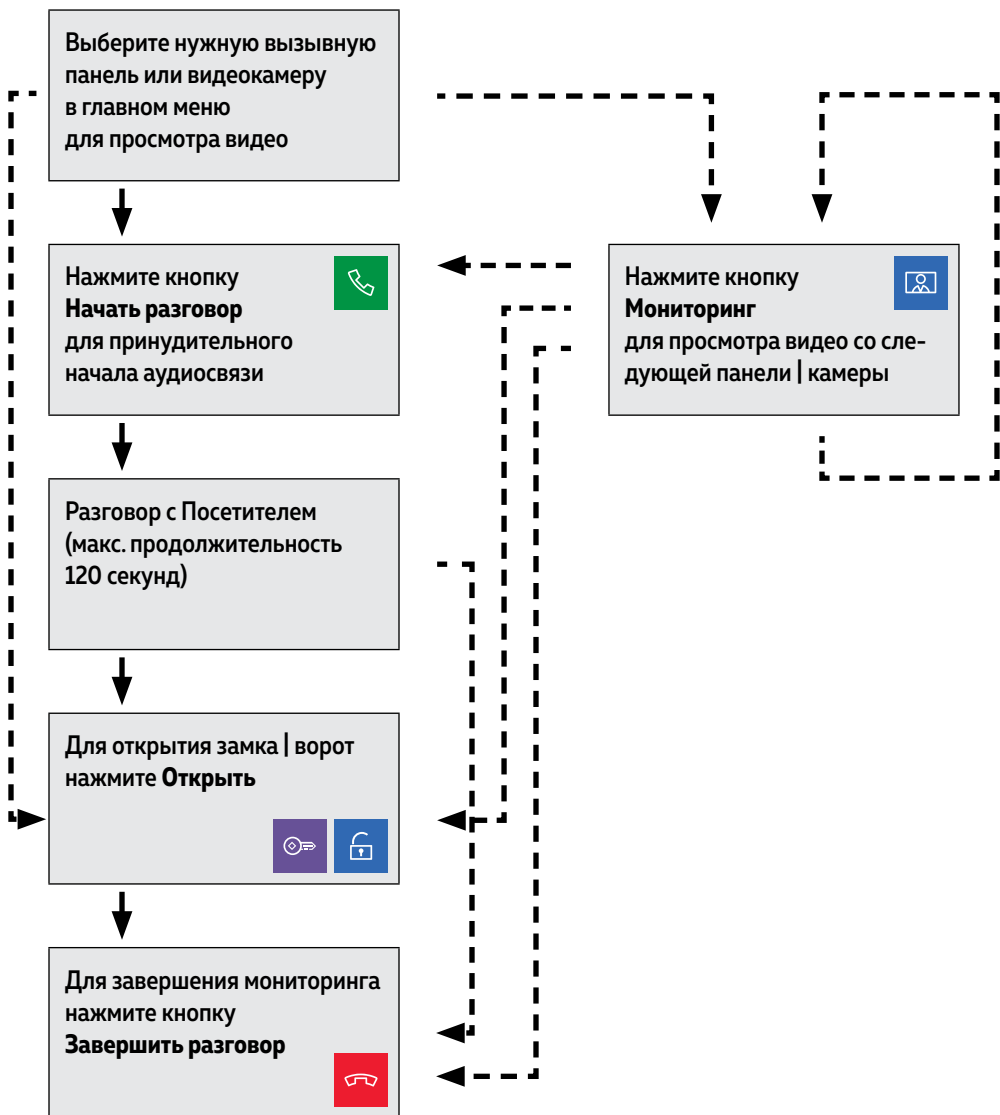 Выберите нужную вызывную
панель или видеокамеру
в главном меню
для просмотра видео
Нажмите кнопку
Начать разговор
для принудительного
начала аудиосвязи
Нажмите кнопку
Мониторинг
для просмотра видео со сле-
дующей панели | камеры
Разговор с Посетителем
(макс. продолжительность
120 секунд)
Для открытия замка | ворот
нажмите Открыть
Для завершения мониторинга
нажмите кнопку
Завершить разговор